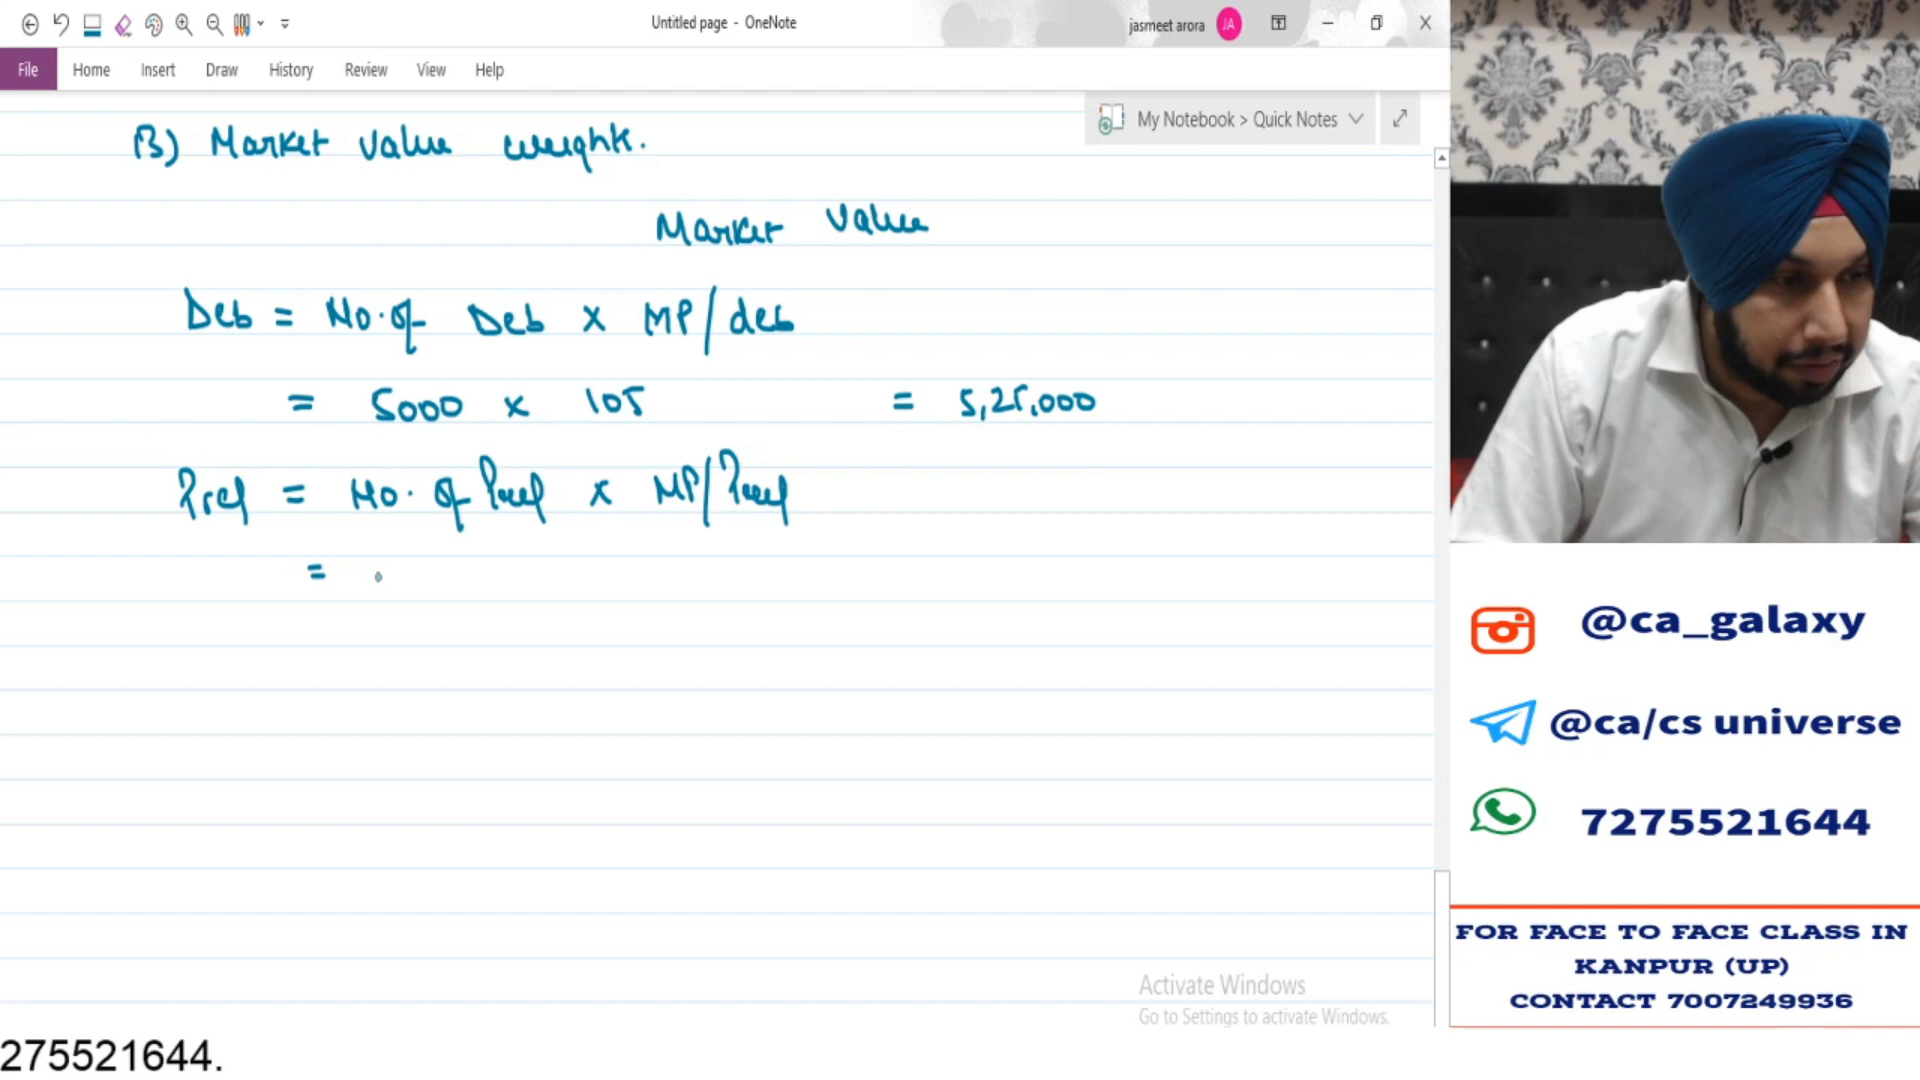 Untitled page - OneNote
jasmeet arora JA
File Home Insert Draw History Review View Help
My Notebook > Quick Notes
B) Market Value weights.
Market Value
Deb = No. of Deb x MP/deb
= 5000 x 105 = 5,25,000
Pref = No. of Pref x MP/Pref
=
@ca_galaxy
@ca/cs universe
7275521644
FOR FACE TO FACE CLASS IN
KANPUR (UP)
CONTACT 7007249936
Activate Windows
Go to Settings to activate Windows.
275521644.